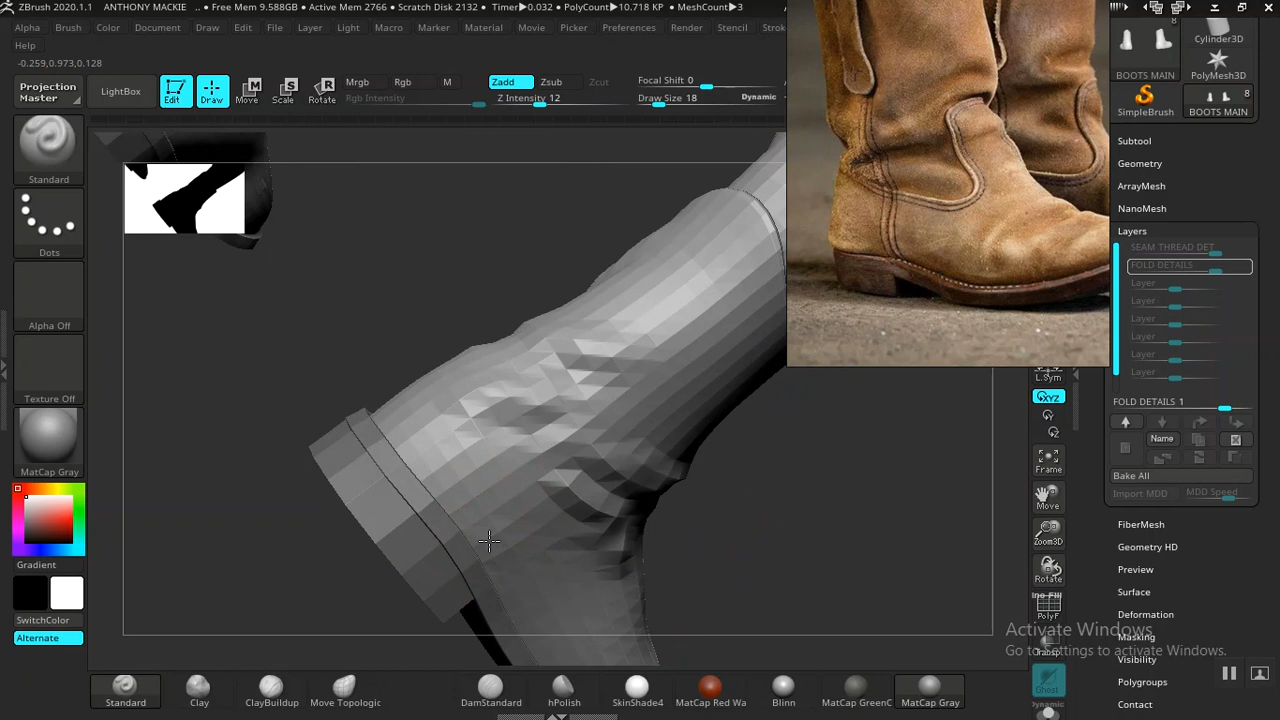 ZBrush 2020.1.1 ANTHONY MACKIE .. • Free Mem 9.588GB • Active Mem 2766 • Scratch Disk 2132 • Timer▶0.032 • PolyCount▶10.718 KP • MeshCount▶3
Alpha Brush Color Document Draw Edit File Layer Light Macro Marker Material Movie Picker Preferences Render Stencil Strok
Help
-0.259,0.973,0.128
Projection Master
LightBox
Edit
Draw
Move
Scale
Rotate
Mrgb Rgb M
Rgb Intensity
Zadd Zsub Zcut
Z Intensity 12
Focal Shift 0
Draw Size 18 Dynamic
Standard
Dots
Alpha Off
Texture Off
MatCap Gray
Gradient
SwitchColor
Alternate
8
BOOTS MAIN
Cylinder3D
PolyMesh3D
SimpleBrush
8
BOOTS MAIN
Subtool
Geometry
ArrayMesh
NanoMesh
Layers
SEAM THREAD DET
FOLD DETAILS
Layer
Layer
Layer
Layer
Layer
Layer
FOLD DETAILS 1
Name
Bake All
Import MDD MDD Speed
FiberMesh
Geometry HD
Preview
Surface
Deformation
Masking
Visibility
Polygroups
Contact
L.Sym
XYZ
Y
Z
Frame
Move
Zoom3D
Rotate
PolyF
Transp
Ghost
Dynamic
Activate Windows
Go to Settings to activate Windows.
Standard Clay ClayBuildup Move Topologic DamStandard hPolish SkinShade4 MatCap Red Wa Blinn MatCap GreenC MatCap Gray